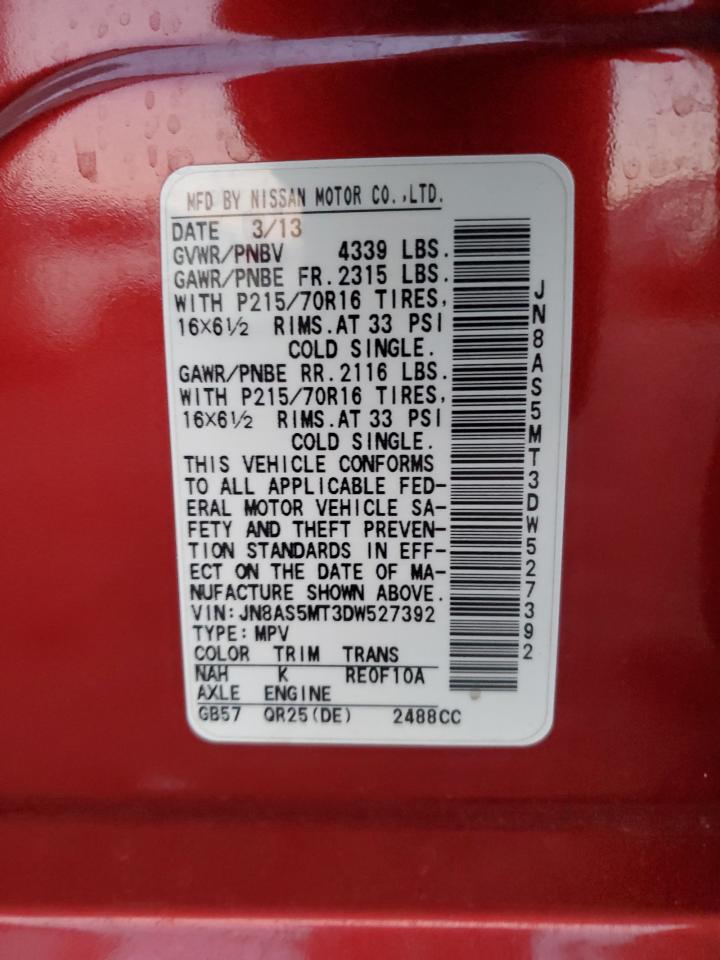 MFD BY NISSAN MOTOR CO.,LTD.
DATE 3/13
GVWR/PNBV 4339 LBS.
GAWR/PNBE FR.2315 LBS.
WITH P215/70R16 TIRES,
16×6½ RIMS.AT 33 PSI
COLD SINGLE.
GAWR/PNBE RR.2116 LBS.
WITH P215/70R16 TIRES,
16×6½ RIMS.AT 33 PSI
COLD SINGLE.
THIS VEHICLE CONFORMS
TO ALL APPLICABLE FED-
ERAL MOTOR VEHICLE SA-
FETY AND THEFT PREVEN-
TION STANDARDS IN EFF-
ECT ON THE DATE OF MA-
NUFACTURE SHOWN ABOVE.
VIN:JN8AS5MT3DW527392
TYPE:MPV
COLOR TRIM TRANS
NAH K RE0F10A
AXLE ENGINE
GB57 QR25(DE) 2488CC
JN8AS5MT3DW527392